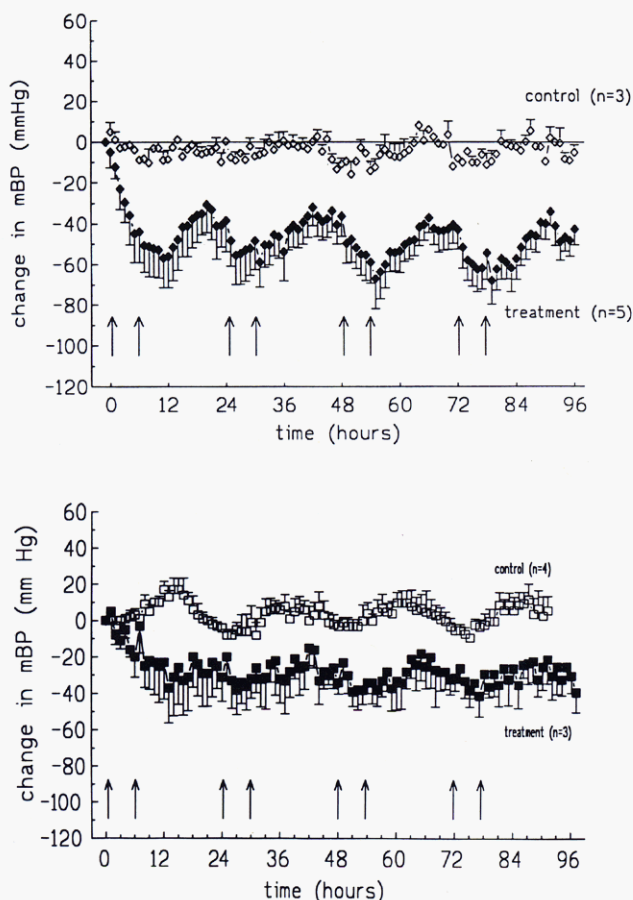 change in mBP (mmHg)
60
40
20
0
-20
-40
-60
-80
-100
-120
control (n=3)
treatment (n=5)
0 12 24 36 48 60 72 84 96
time (hours)
change in mBP (mm Hg)
60
40
20
0
-20
-40
-60
-80
-100
-120
control (n=4)
treatment (n=3)
0 12 24 36 48 60 72 84 96
time (hours)